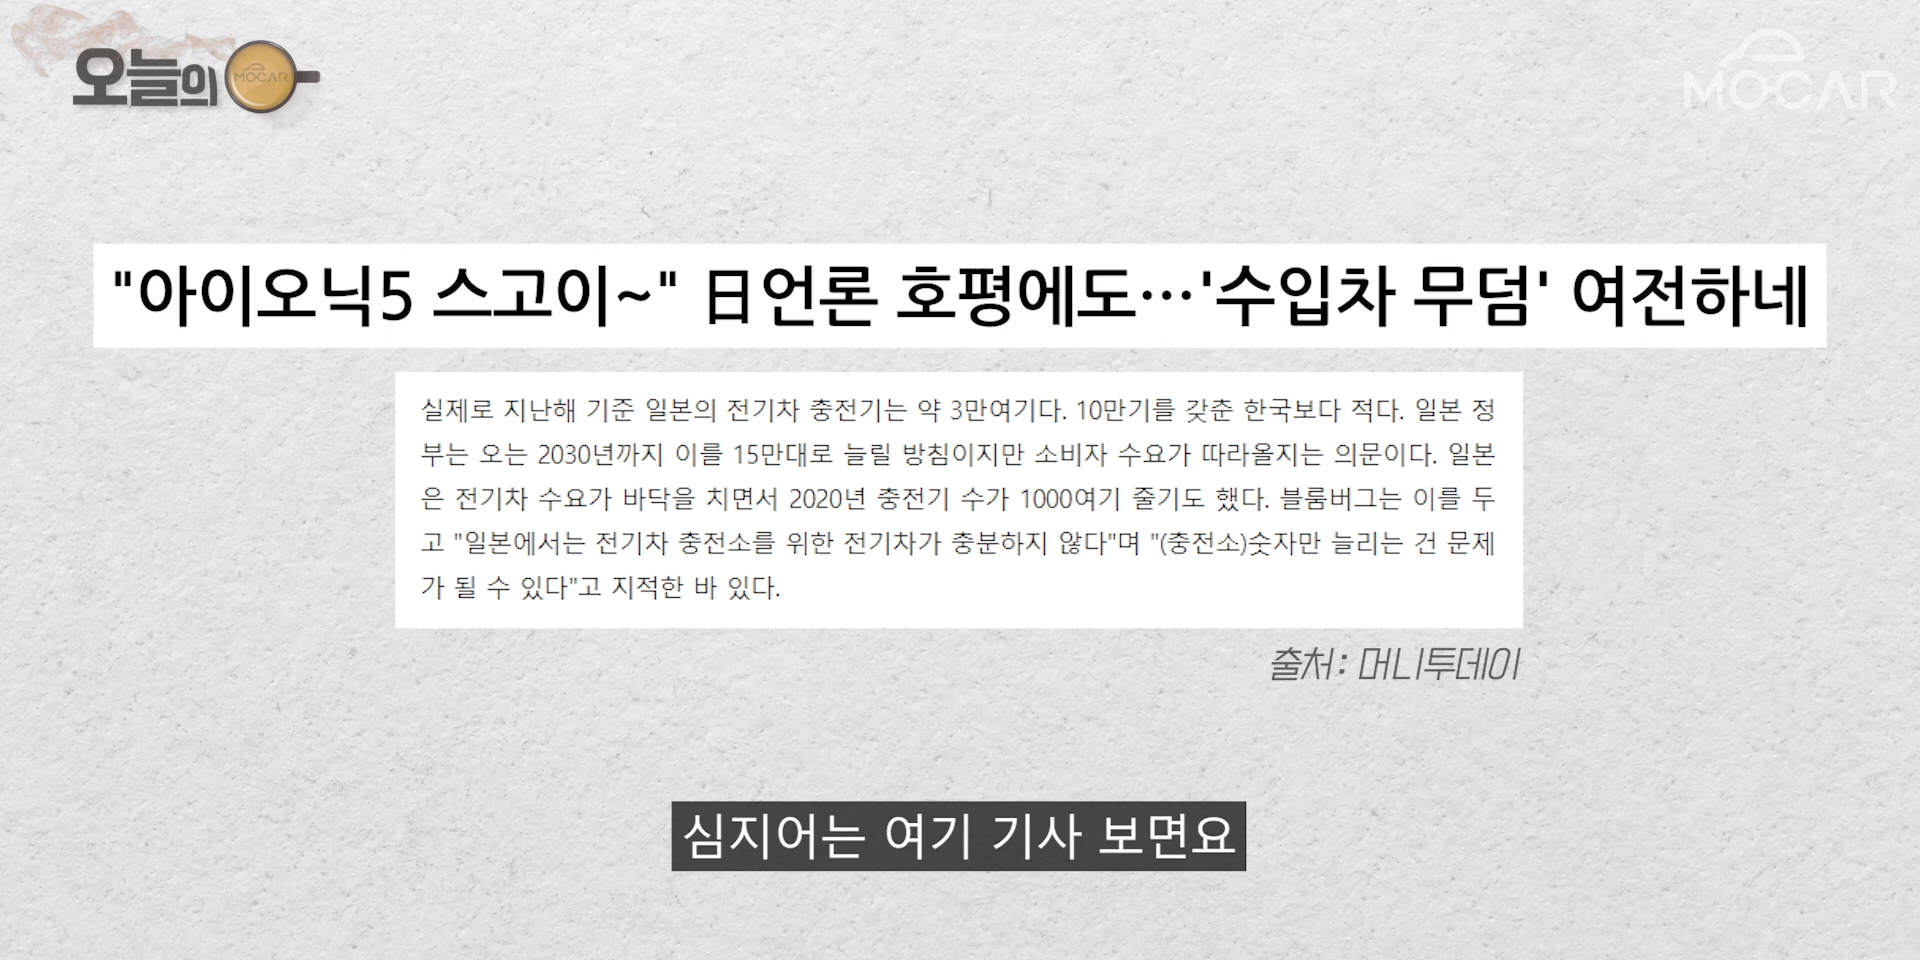 오늘의
MOCAR
MOCAR
"아이오닉5 스고이~" 日언론 호평에도…'수입차 무덤' 여전하네
실제로 지난해 기준 일본의 전기차 충전기는 약 3만여기다. 10만기를 갖춘 한국보다 적다. 일본 정
부는 오는 2030년까지 이를 15만대로 늘릴 방침이지만 소비자 수요가 따라올지는 의문이다. 일본
은 전기차 수요가 바닥을 치면서 2020년 충전기 수가 1000여기 줄기도 했다. 블룸버그는 이를 두
고 "일본에서는 전기차 충전소를 위한 전기차가 충분하지 않다"며 "(충전소)숫자만 늘리는 건 문제
가 될 수 있다"고 지적한 바 있다.
출처: 머니투데이
심지어는 여기 기사 보면요